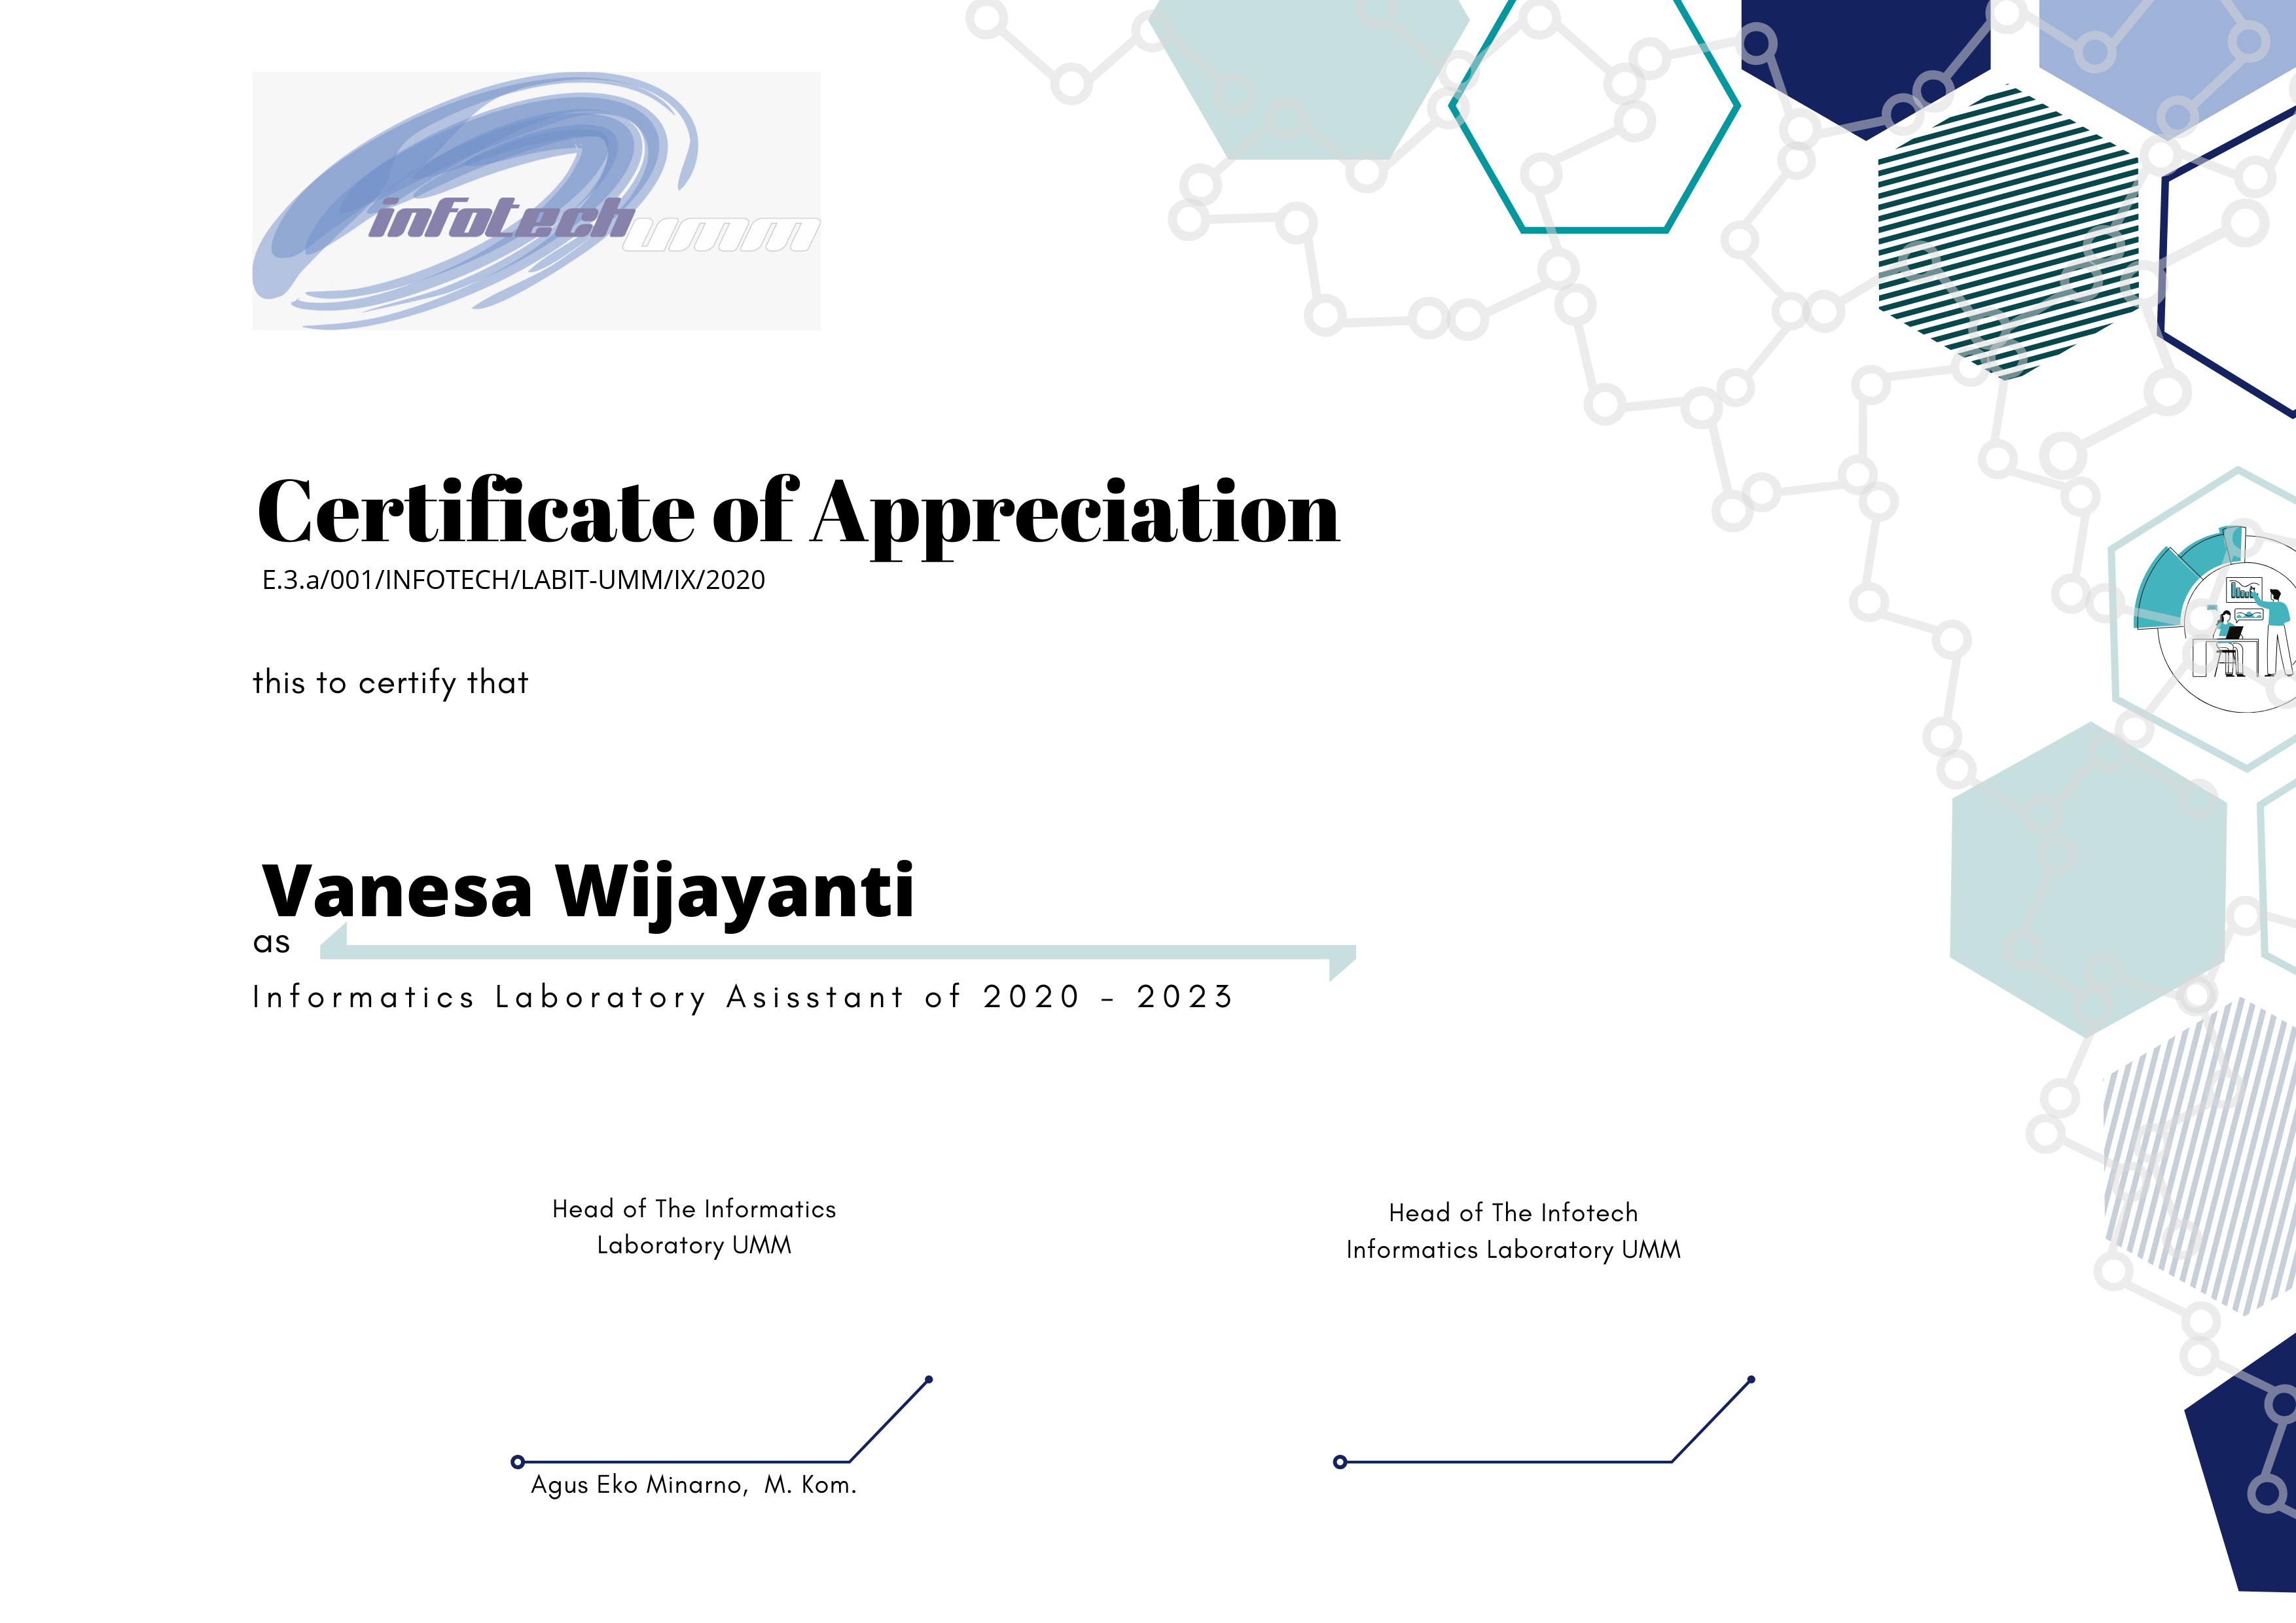 infotechumm
Certificate of Appreciation
E.3.a/001/INFOTECH/LABIT-UMM/IX/2020
this to certify that
Vanesa Wijayanti
as
Informatics Laboratory Asisstant of 2020 - 2023
Head of The Informatics
Laboratory UMM
Head of The Infotech
Informatics Laboratory UMM
Agus Eko Minarno, M. Kom.